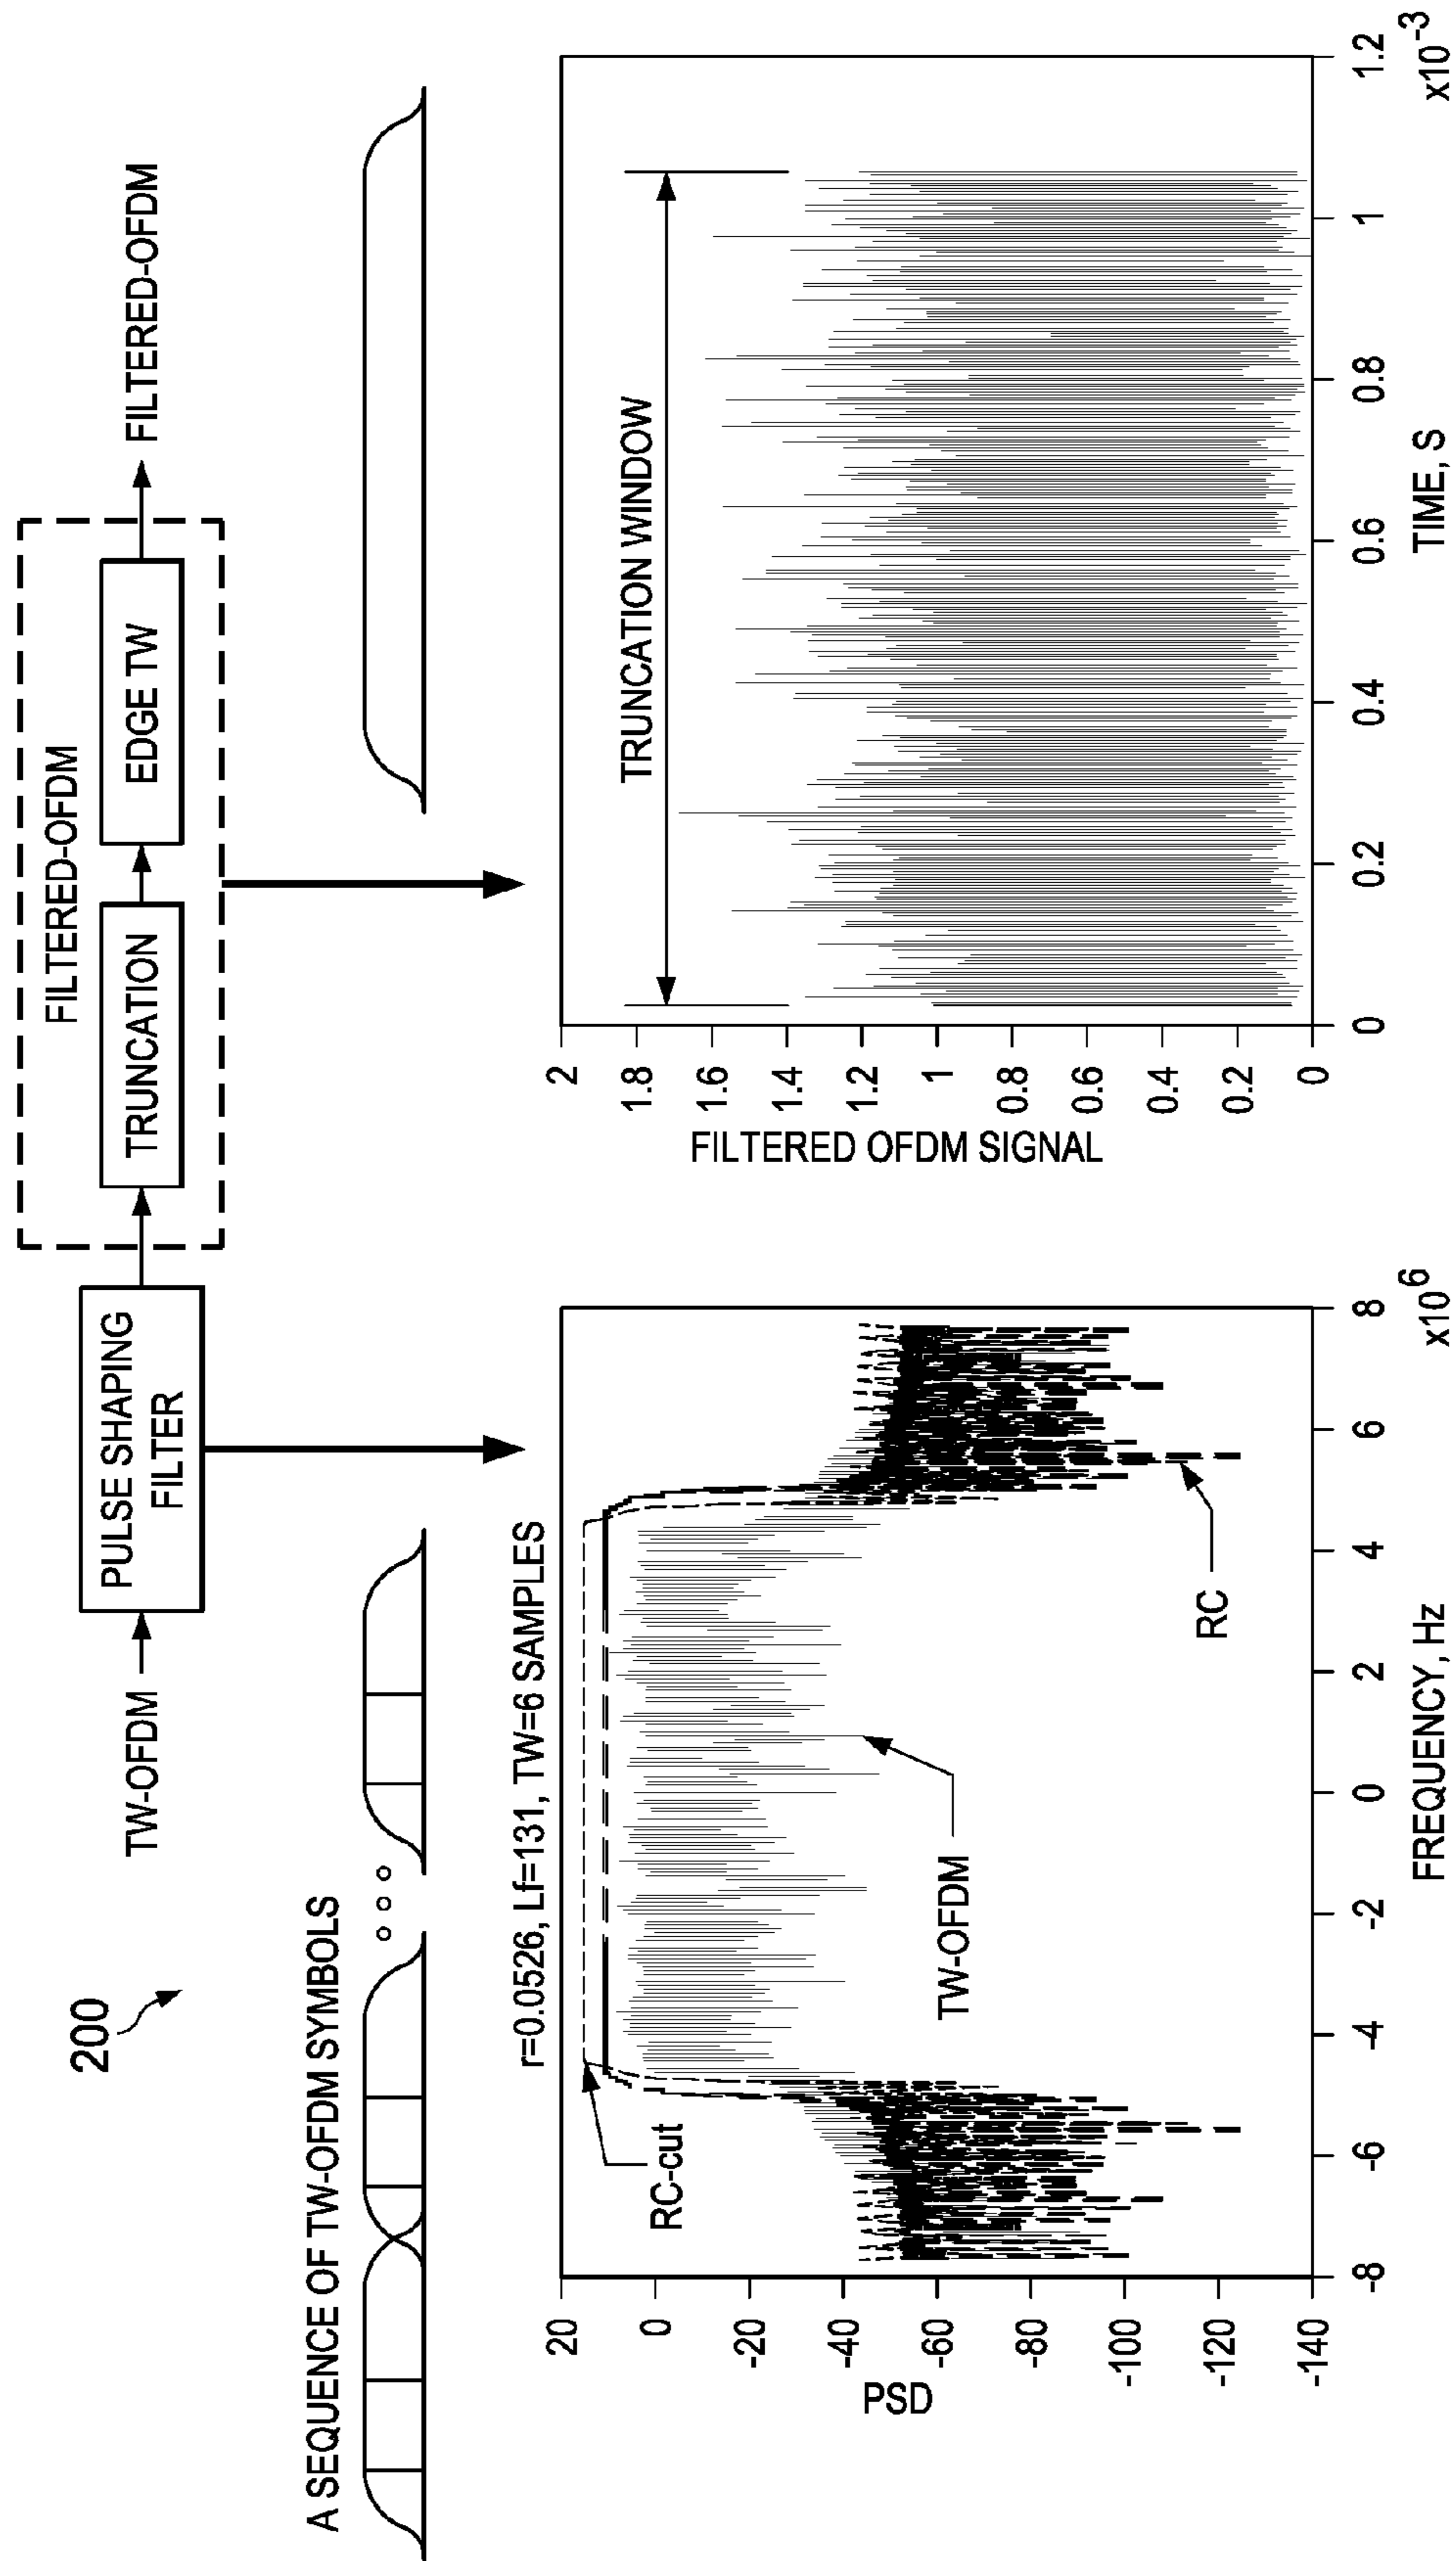 200
TW-OFDM
PULSE SHAPING
FILTER
FILTERED-OFDM
TRUNCATION
EDGE TW
FILTERED-OFDM
A SEQUENCE OF TW-OFDM SYMBOLS
r=0.0526, Lf=131, TW=6 SAMPLES
20
0
-20
-40
-60
-80
-100
-120
-140
PSD
RC-cut
TW-OFDM
RC
-8
-6
-4
-2
0
2
4
6
8
x10^6
FREQUENCY, Hz
TRUNCATION WINDOW
2
1.8
1.6
1.4
1.2
1
0.8
0.6
0.4
0.2
0
FILTERED OFDM SIGNAL
0
0.2
0.4
0.6
0.8
1
1.2
x10^-3
TIME, S